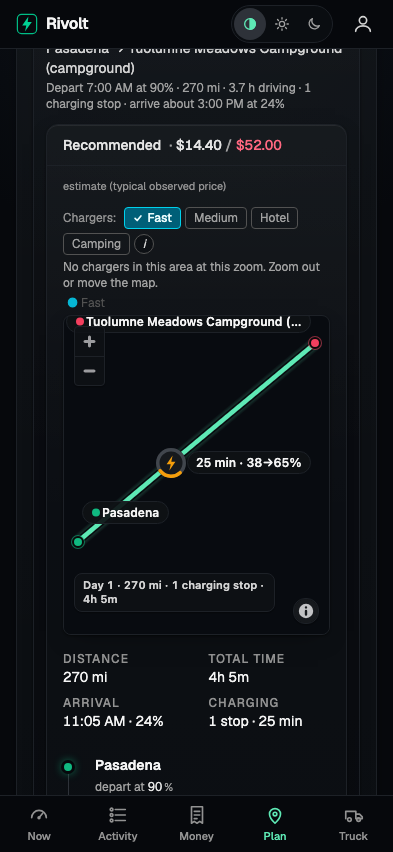 Rivolt
Pasadena → Tuolumne Meadows Campground
(campground)
Depart 7:00 AM at 90% · 270 mi · 3.7 h driving · 1
charging stop · arrive about 3:00 PM at 24%
Recommended · $14.40 / $52.00
estimate (typical observed price)
Chargers: ✓ Fast Medium Hotel
Camping i
No chargers in this area at this zoom. Zoom out
or move the map.
Fast
Tuolumne Meadows Campground (...
+
−
25 min · 38→65%
Pasadena
Day 1 · 270 mi · 1 charging stop ·
4h 5m
DISTANCE TOTAL TIME
270 mi 4h 5m
ARRIVAL CHARGING
11:05 AM · 24% 1 stop · 25 min
Pasadena
depart at 90%
Now Activity Money Plan Truck